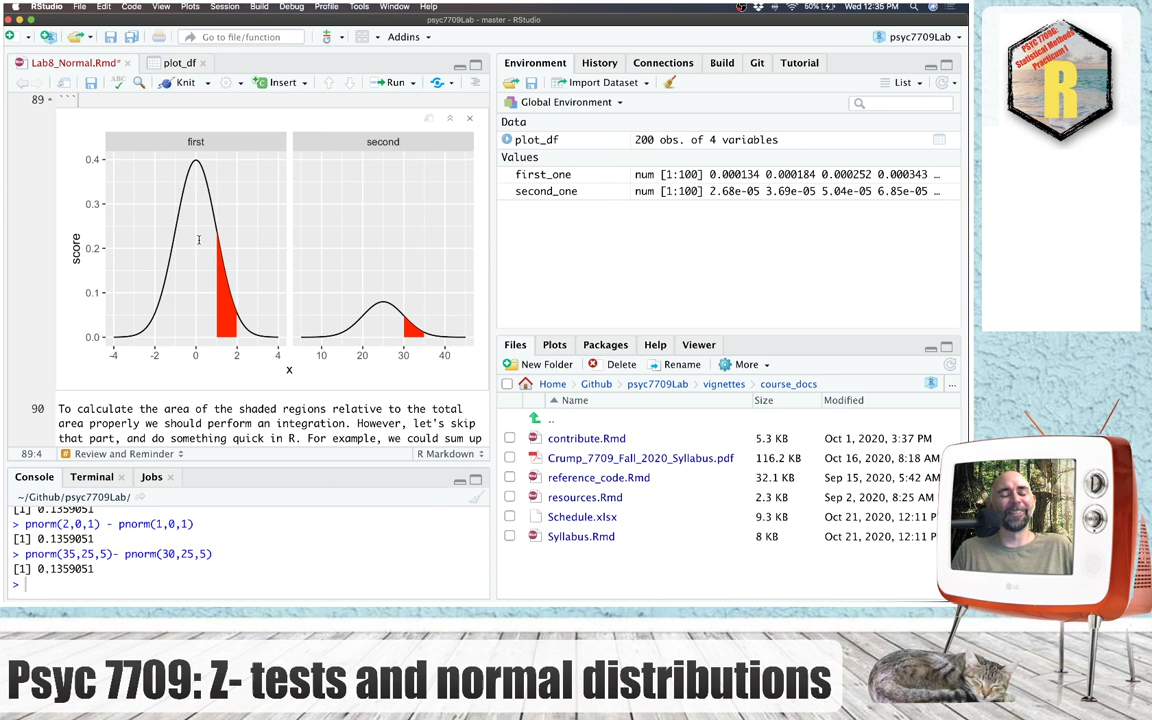 RStudio File Edit Code View Plots Session Build Debug Profile Tools Window Help 60% Wed 12:35 PM
psyc7709Lab - master - RStudio
Go to file/function Addins psyc7709Lab
Lab8_Normal.Rmd* plot_df
ABC Knit Insert Run
89 ```
first second
0.4
0.3
0.2
0.1
0.0
score
-4 -2 0 2 4 10 20 30 40
x
90 To calculate the area of the shaded regions relative to the total
area properly we should perform an integration. However, let's skip
that part, and do something quick in R. For example, we could sum up
89:4 Review and Reminder R Markdown
Console Terminal Jobs
~/Github/psyc7709Lab/
[1] 0.1359051
> pnorm(2,0,1) - pnorm(1,0,1)
[1] 0.1359051
> pnorm(35,25,5)- pnorm(30,25,5)
[1] 0.1359051
>
Environment History Connections Build Git Tutorial
Import Dataset List
Global Environment
Data
plot_df 200 obs. of 4 variables
Values
first_one num [1:100] 0.000134 0.000184 0.000252 0.000343 …
second_one num [1:100] 2.68e-05 3.69e-05 5.04e-05 6.85e-05 …
Files Plots Packages Help Viewer
New Folder Delete Rename More
Home Github psyc7709Lab vignettes course_docs ...
Name Size Modified
..
contribute.Rmd 5.3 KB Oct 1, 2020, 3:37 PM
Crump_7709_Fall_2020_Syllabus.pdf 116.2 KB Oct 16, 2020, 8:18 AM
reference_code.Rmd 32.1 KB Sep 15, 2020, 5:42 AM
resources.Rmd 2.3 KB Sep 2, 2020, 8:25 AM
Schedule.xlsx 9.3 KB Oct 21, 2020, 12:11 P
Syllabus.Rmd 8 KB Oct 21, 2020, 12:11 P
PSYC 7709G:
Statistical Methods
Practicum I
R
LG
Psyc 7709: Z- tests and normal distributions